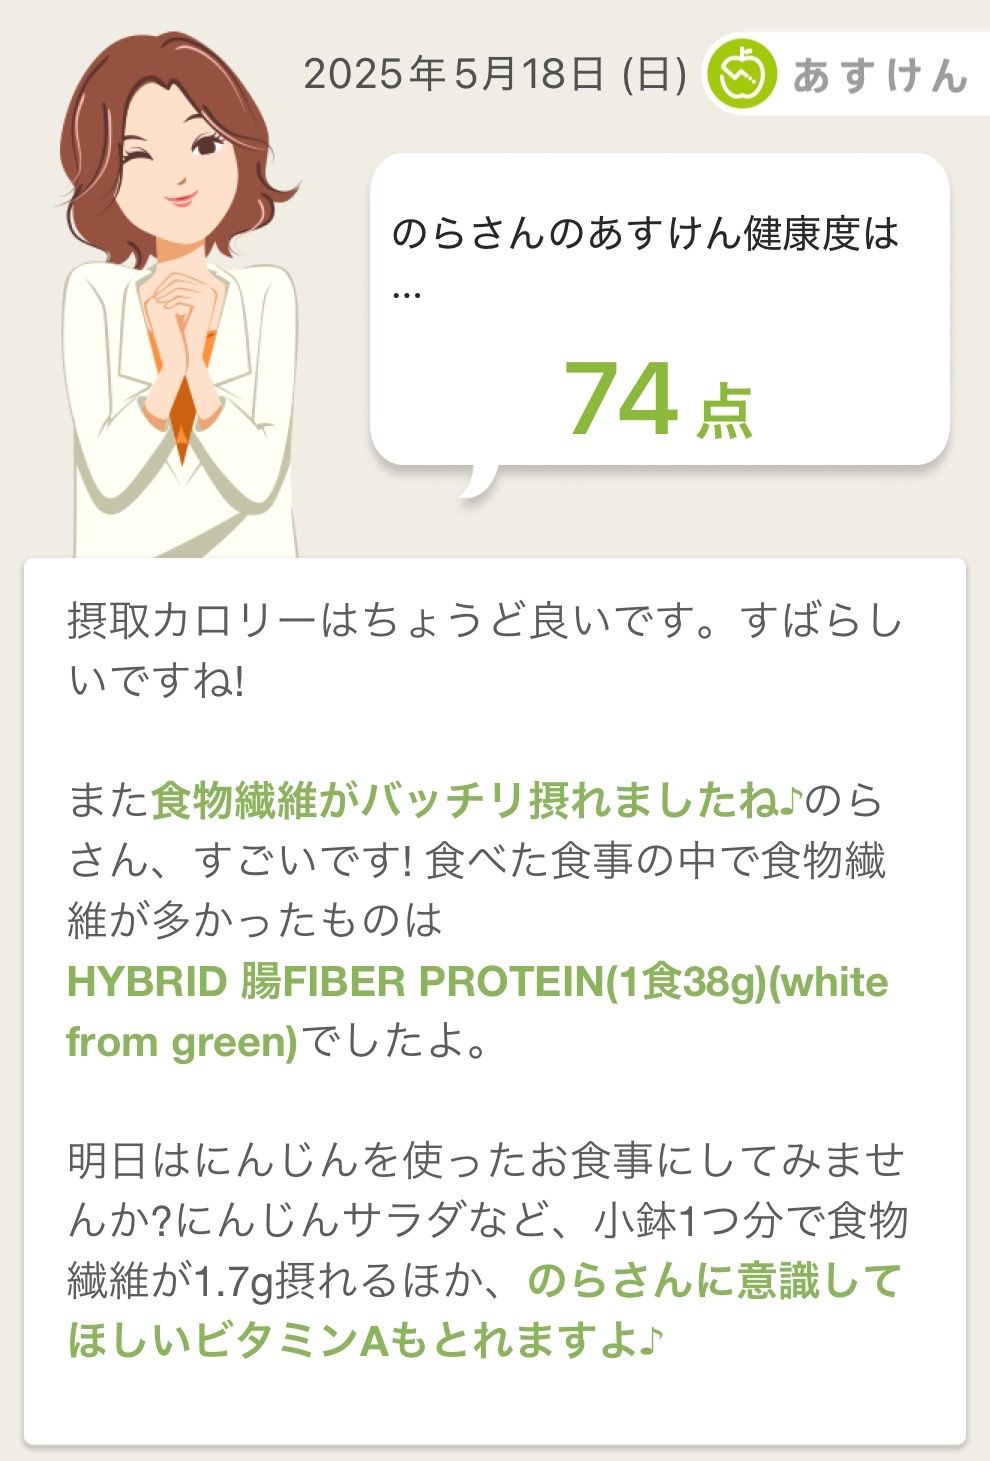 2025年5月18日 (日)
あすけん
のらさんのあすけん健康度は
...
74点
摂取カロリーはちょうど良いです。すばらし
いですね!
また食物繊維がバッチリ摂れましたね♪のら
さん、すごいです! 食べた食事の中で食物繊
維が多かったものは
HYBRID 腸FIBER PROTEIN(1食38g)(white
from green)でしたよ。
明日はにんじんを使ったお食事にしてみませ
んか?にんじんサラダなど、小鉢1つ分で食物
繊維が1.7g摂れるほか、のらさんに意識して
ほしいビタミンAもとれますよ♪